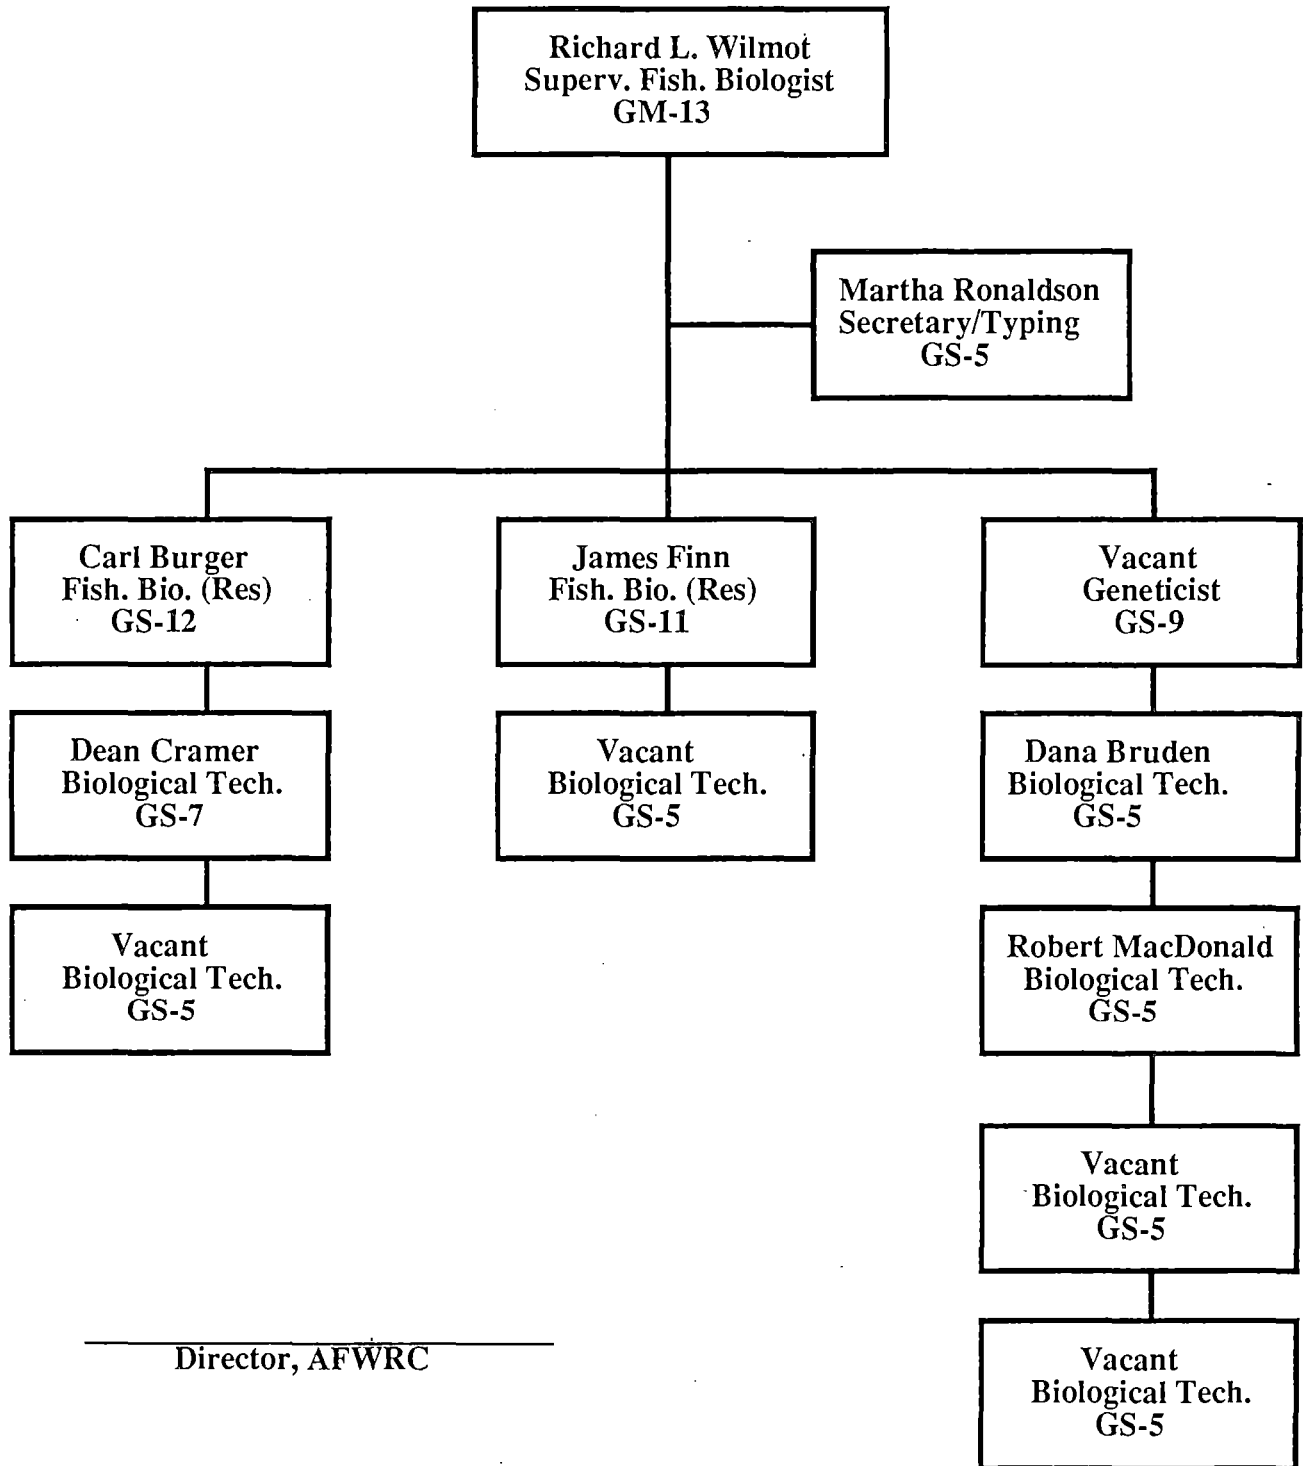 Richard L. Wilmot
Superv. Fish. Biologist
GM-13
Martha Ronaldson
Secretary/Typing
GS-5
Carl Burger
Fish. Bio. (Res)
GS-12
James Finn
Fish. Bio. (Res)
GS-11
Vacant
Geneticist
GS-9
Dean Cramer
Biological Tech.
GS-7
Vacant
Biological Tech.
GS-5
Dana Bruden
Biological Tech.
GS-5
Vacant
Biological Tech.
GS-5
Robert MacDonald
Biological Tech.
GS-5
Vacant
Biological Tech.
GS-5
Vacant
Biological Tech.
GS-5
Director, AFWRC